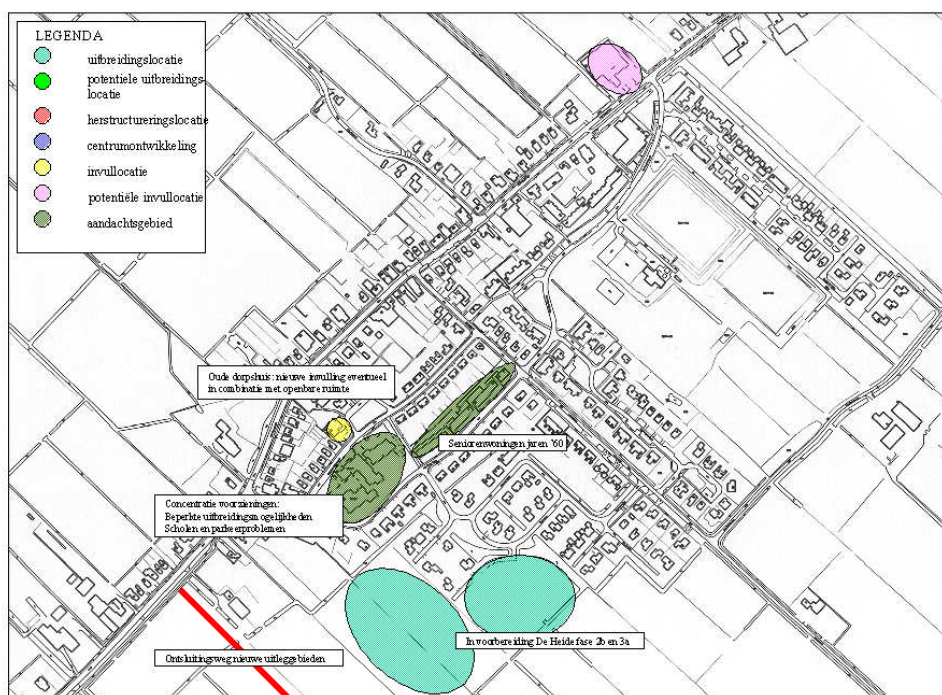 LEGENDA
uitbreidingslocatie
potentiele uitbreidings
locatie
herstructureringslocatie
centrumontwikkeling
invullocatie
potentiële invullocatie
aandachtsgebied
Oude dorpshuis: nieuwe invulling eventueel
in combinatie met openbare ruimte
Seniorenwoningen jaren '60
Concentratie voorzieningen:
Beperkte uitbreidingsmogelijkheden
Scholen en parkeerproblemen
In voorbereiding De Heide fase 2b en 3a
Ontsluitingsweg nieuwe uitleggebieden